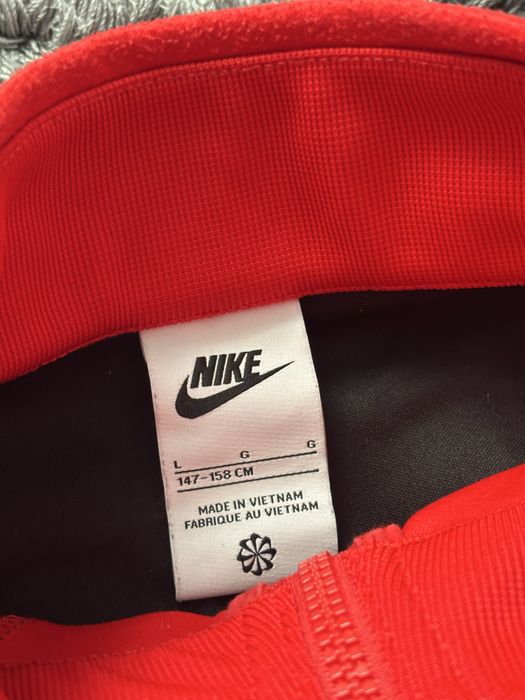 NIKE
L G G
147-158 CM
MADE IN VIETNAM
FABRIQUE AU VIETNAM